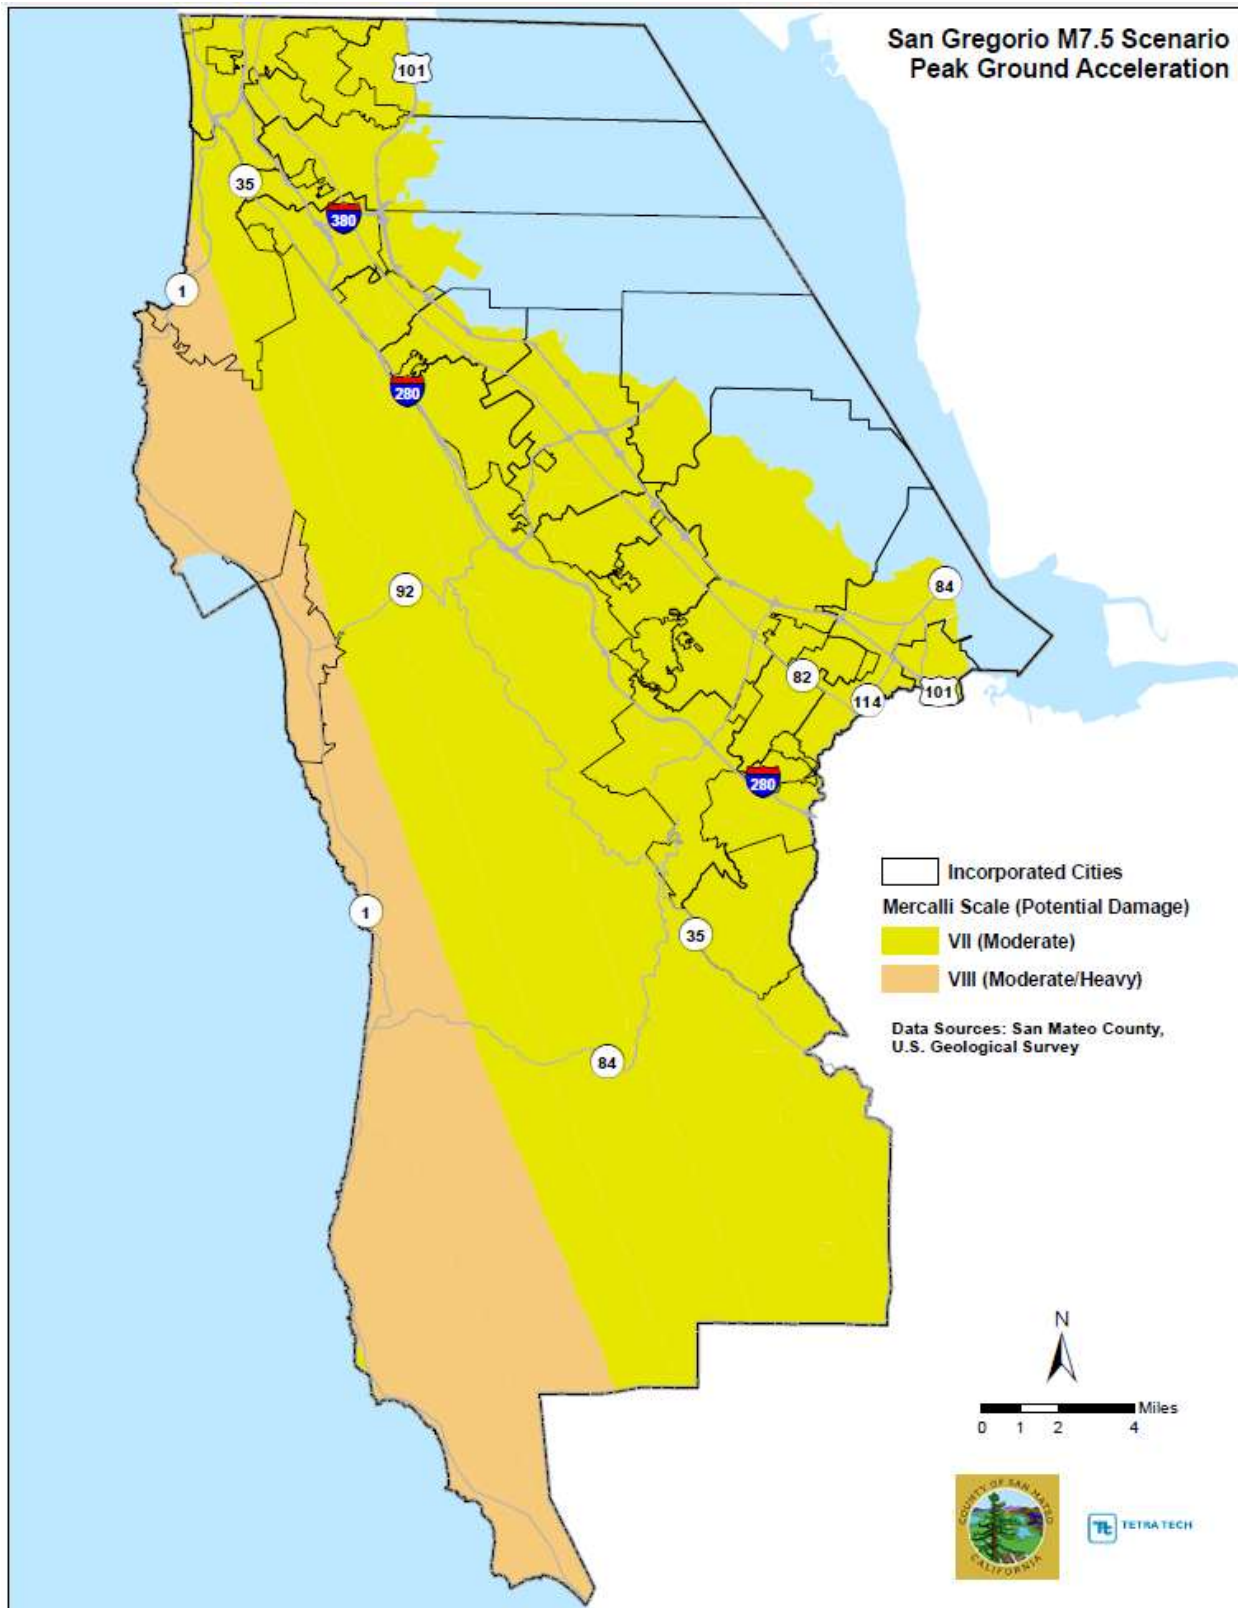 San Gregorio M7.5 Scenario
Peak Ground Acceleration
101
35
380
1
280
92
84
82
114
101
280
1
35
84
Incorporated Cities
Mercalli Scale (Potential Damage)
VII (Moderate)
VIII (Moderate/Heavy)
Data Sources: San Mateo County,
U.S. Geological Survey
N
Miles
0 1 2 4
COUNTY OF SAN MATEO
CALIFORNIA
Tt TETRA TECH